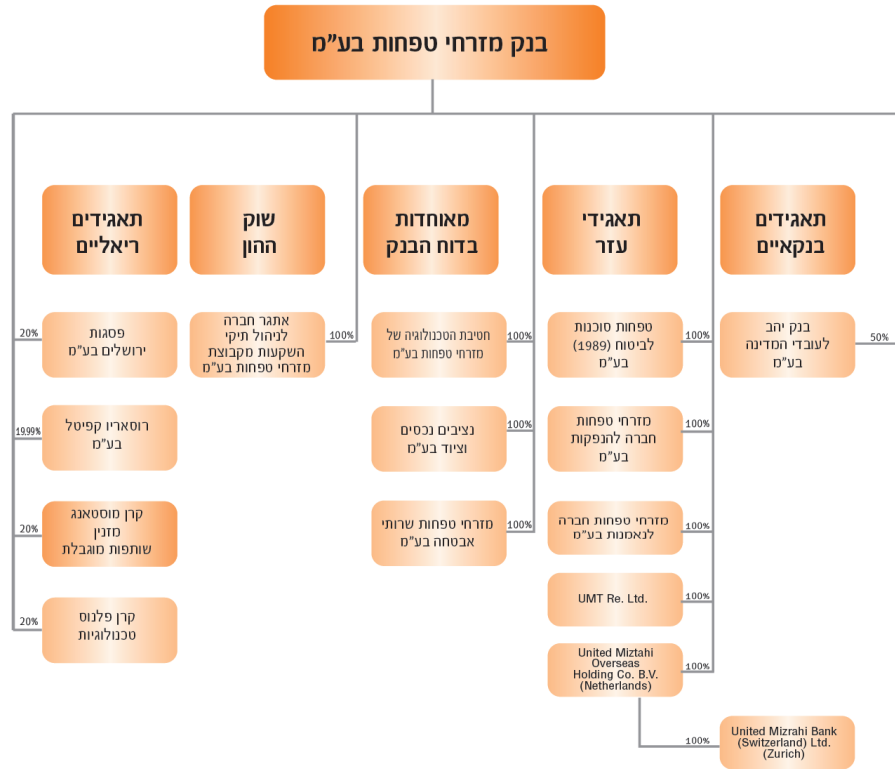 בנק מזרחי טפחות בע"מ
תאגידים
בנקאיים
בנק יהב
לעובדי המדינה
בע"מ
50%
תאגידי
עזר
טפחות סוכנות
לביטוח (1989)
בע"מ
100%
מזרחי טפחות
חברה להנפקות
בע"מ
100%
מזרחי טפחות חברה
לנאמנות בע"מ
100%
UMT Re. Ltd.
100%
United Miztahi
Overseas
Holding Co. B.V.
(Netherlands)
100%
United Mizrahi Bank
(Switzerland) Ltd.
(Zurich)
100%
מאוחדות
בדוח הבנק
חטיבת הטכנולוגיה של
מזרחי טפחות בע"מ
100%
נציבים נכסים
וציוד בע"מ
100%
מזרחי טפחות שרותי
אבטחה בע"מ
100%
שוק
ההון
אתגר חברה
לניהול תיקי
השקעות מקבוצת
מזרחי טפחות בע"מ
100%
תאגידים
ריאליים
פסגות
ירושלים בע"מ
20%
רוסאריו קפיטל
בע"מ
19.99%
קרן מוסטאנג
מזנין
שותפות מוגבלת
20%
קרן פלנוס
טכנולוגיות
20%